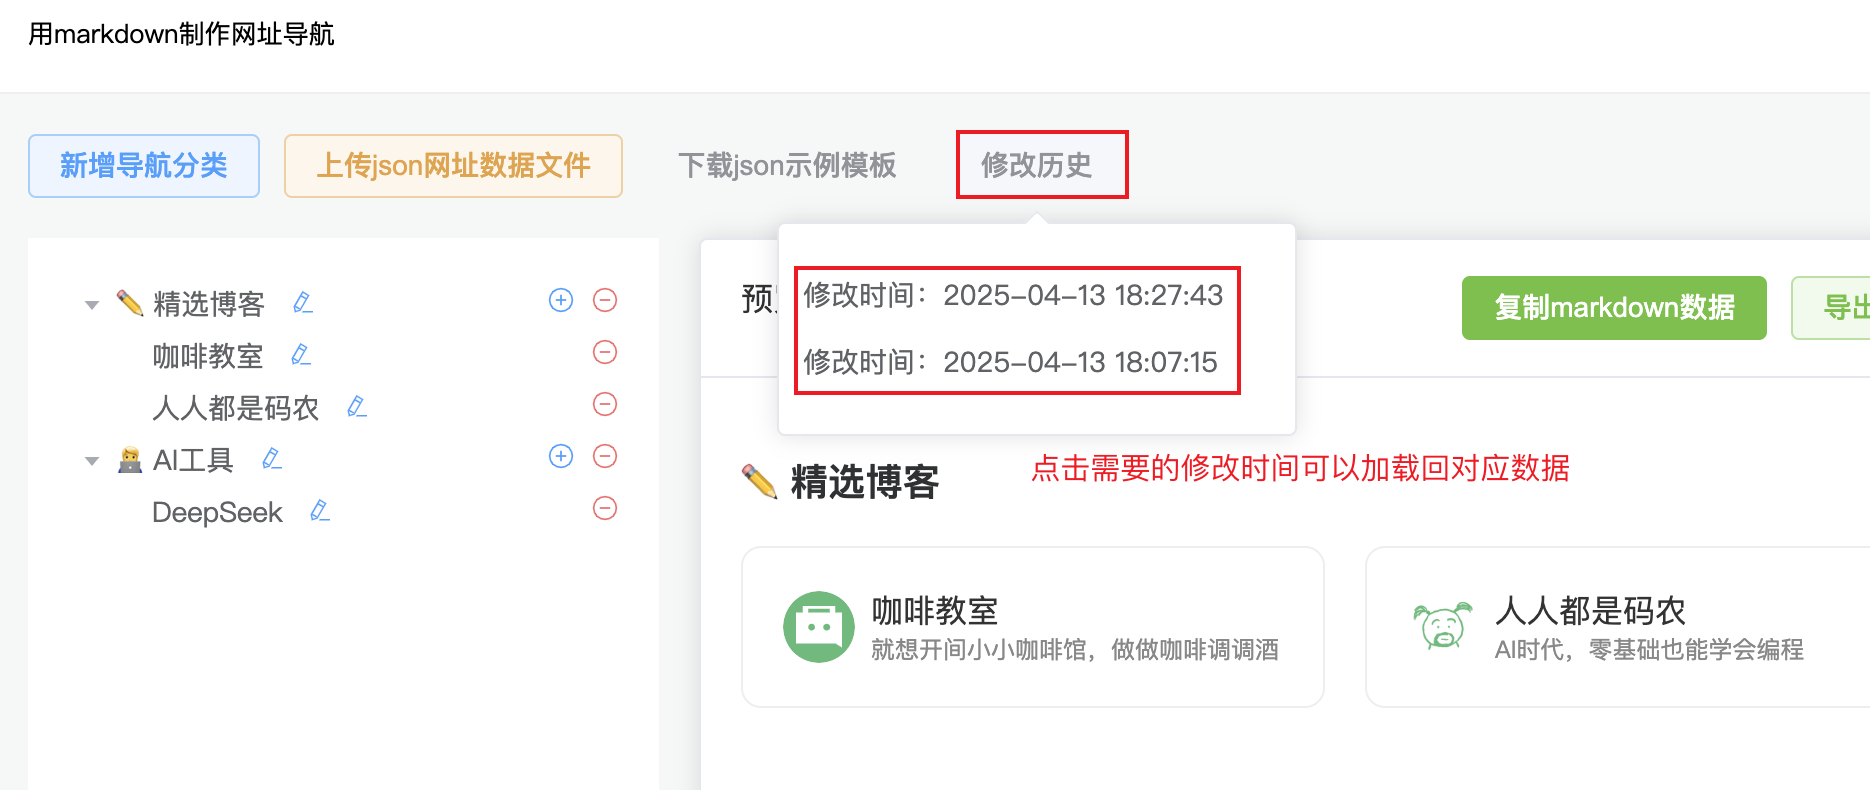 用markdown制作网址导航
新增导航分类
上传json网址数据文件
下载json示例模板
修改历史
修改时间：2025-04-13 18:27:43
修改时间：2025-04-13 18:07:15
精选博客
咖啡教室
人人都是码农
AI工具
DeepSeek
预
复制markdown数据
导出
点击需要的修改时间可以加载回对应数据
精选博客
咖啡教室
就想开间小小咖啡馆，做做咖啡调调酒
人人都是码农
AI时代，零基础也能学会编程